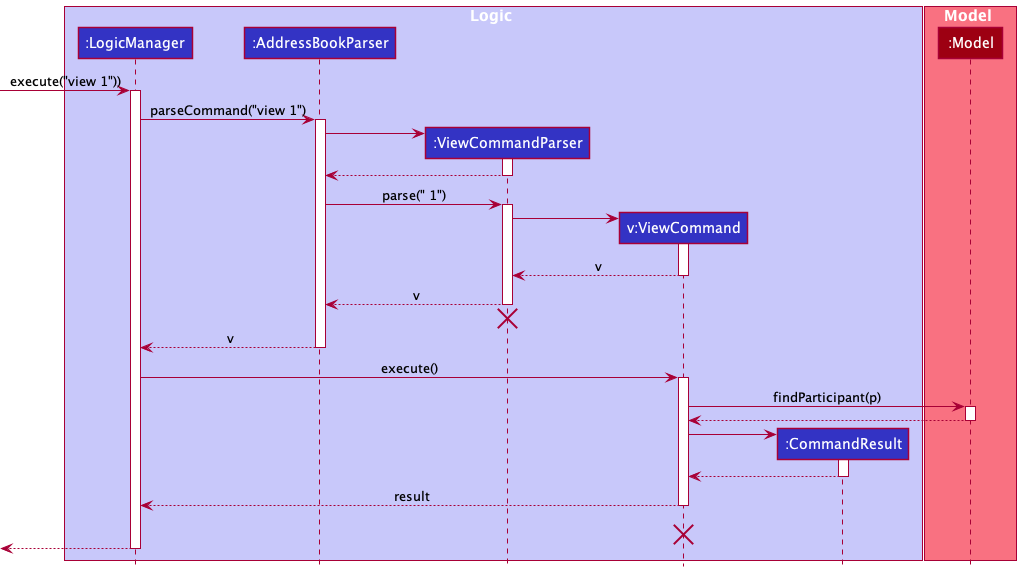 Logic
Model
:LogicManager
:AddressBookParser
:Model
execute("view 1"))
parseCommand("view 1")
:ViewCommandParser
parse(" 1")
v:ViewCommand
v
v
v
execute()
findParticipant(p)
:CommandResult
result